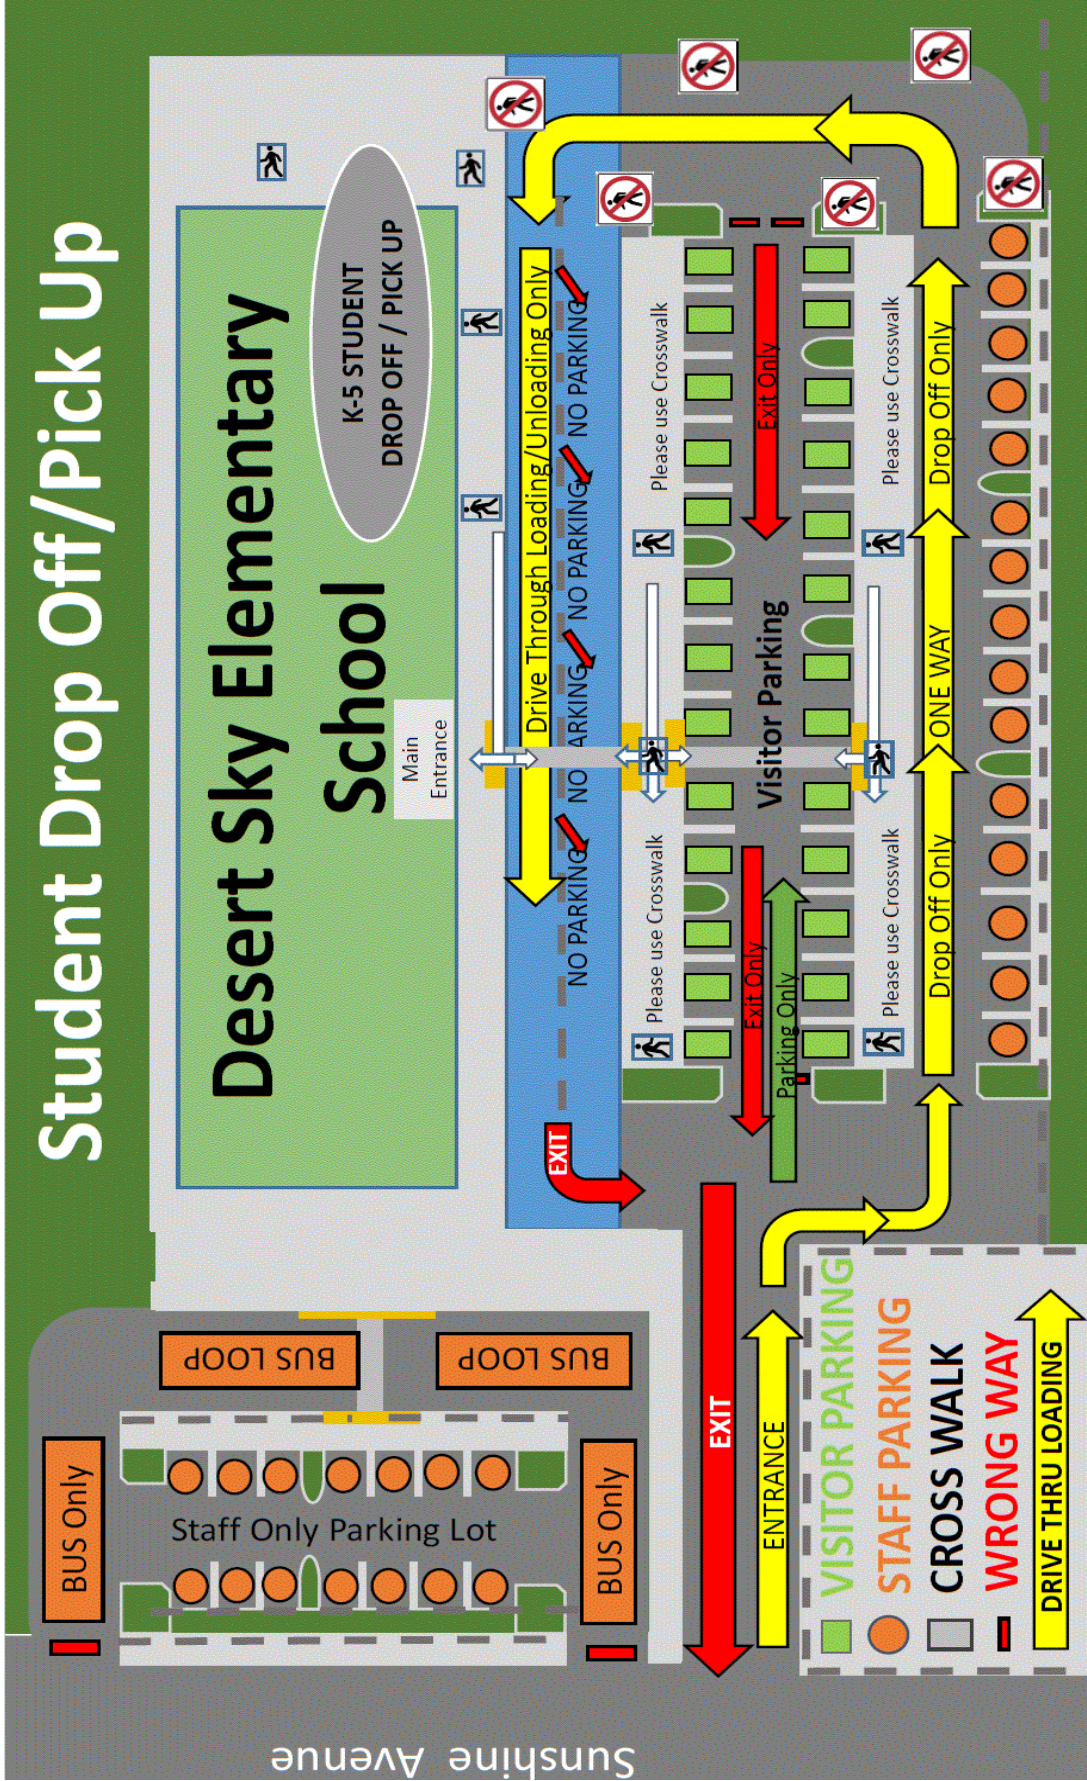 Student Drop Off/Pick Up
Desert Sky Elementary
School
K-5 STUDENT
DROP OFF / PICK UP
Main
Entrance
Drive Through Loading/Unloading Only
NO PARKING
NO PARKING
NO PARKING
NO PARKING
NO PARKING
EXIT
Please use Crosswalk
Please use Crosswalk
Exit Only
Visitor Parking
Exit Only
Parking Only
Please use Crosswalk
Please use Crosswalk
Drop Off Only
ONE WAY
Drop Off Only
BUS LOOP
BUS LOOP
BUS Only
Staff Only Parking Lot
BUS Only
EXIT
ENTRANCE
VISITOR PARKING
STAFF PARKING
CROSS WALK
WRONG WAY
DRIVE THRU LOADING
Sunshine Avenue